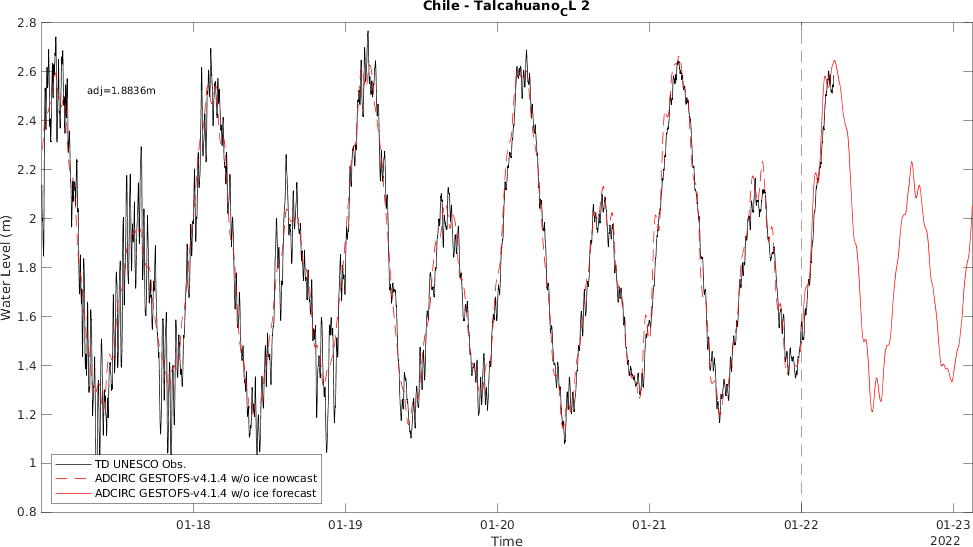 Chile - Talcahuano_CL 2
2.8
2.6
2.4
2.2
2
1.8
1.6
1.4
1.2
1
0.8
Water Level (m)
adj=1.8836m
TD UNESCO Obs.
ADCIRC GESTOFS-v4.1.4 w/o ice nowcast
ADCIRC GESTOFS-v4.1.4 w/o ice forecast
01-18
01-19
01-20
01-21
01-22
01-23
Time
2022